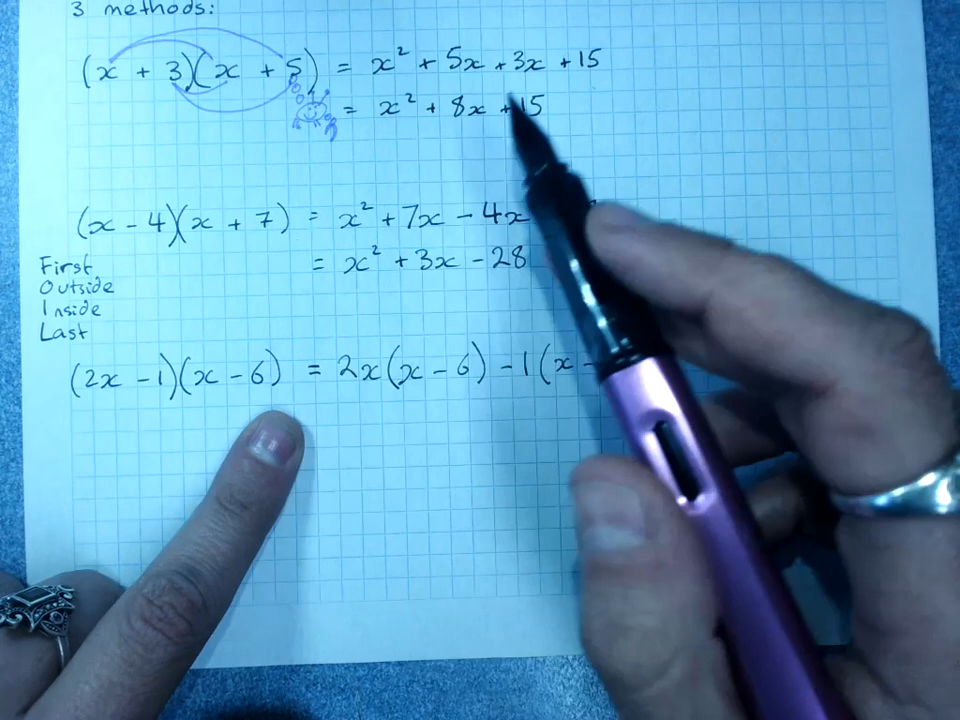 3 methods:
(x + 3)(x + 5) = x² + 5x + 3x + 15
= x² + 8x + 15
(x - 4)(x + 7) = x² + 7x - 4x
= x² + 3x - 28
First
Outside
Inside
Last
(2x - 1)(x - 6) = 2x(x - 6) - 1(x -